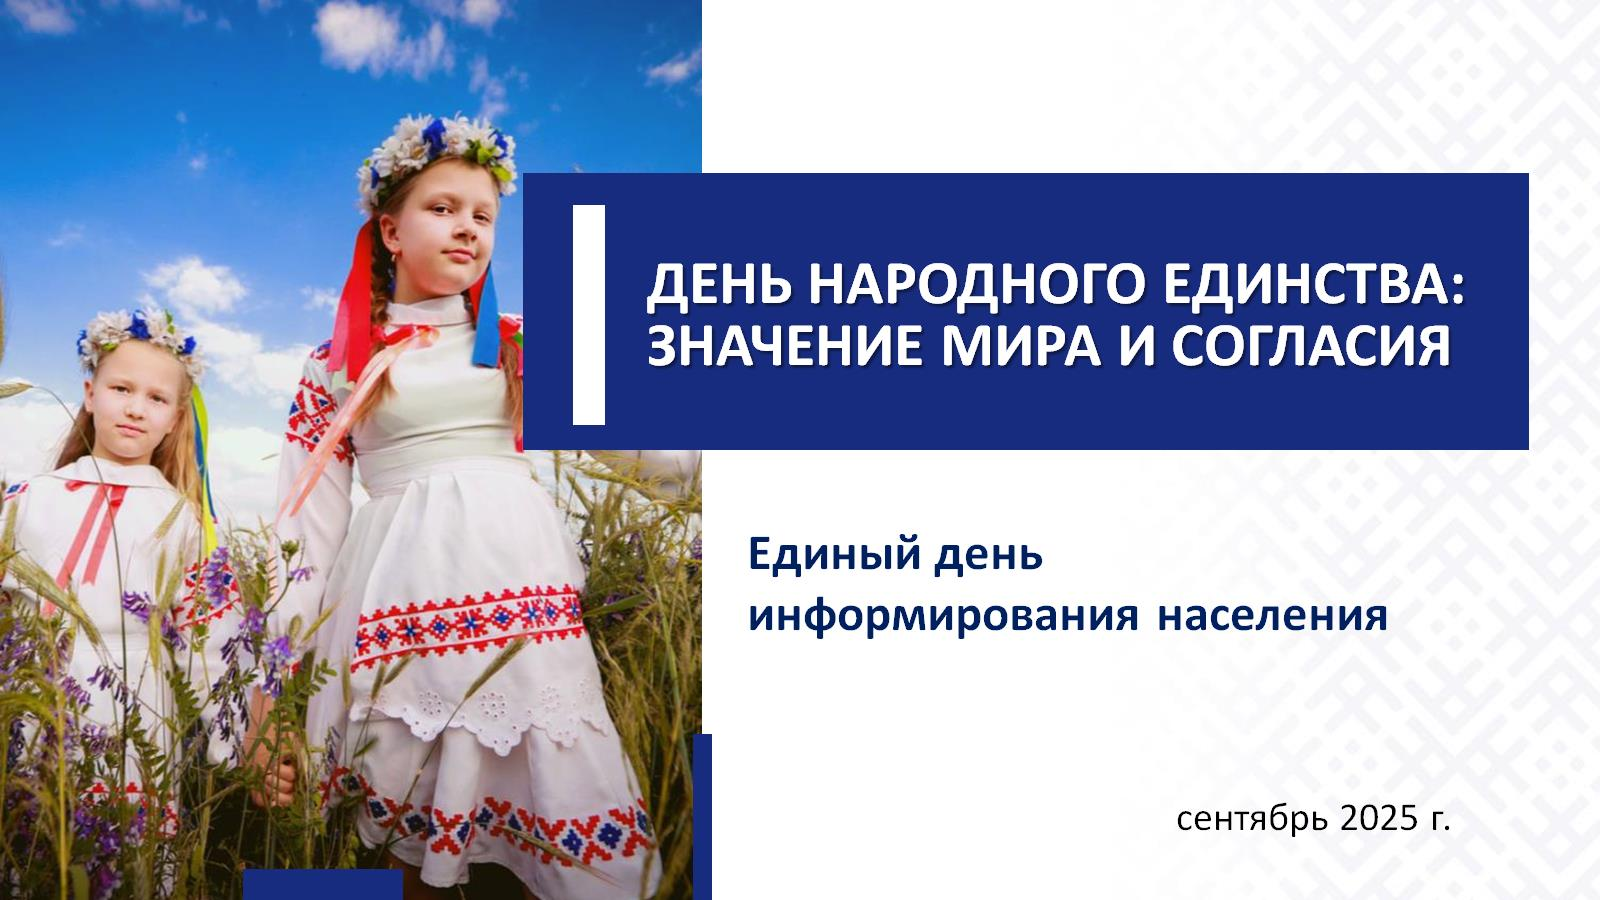 ДЕНЬ НАРОДНОГО ЕДИНСТВА:
ЗНАЧЕНИЕ МИРА И СОГЛАСИЯ
Единый день
информирования населения
сентябрь 2025 г.